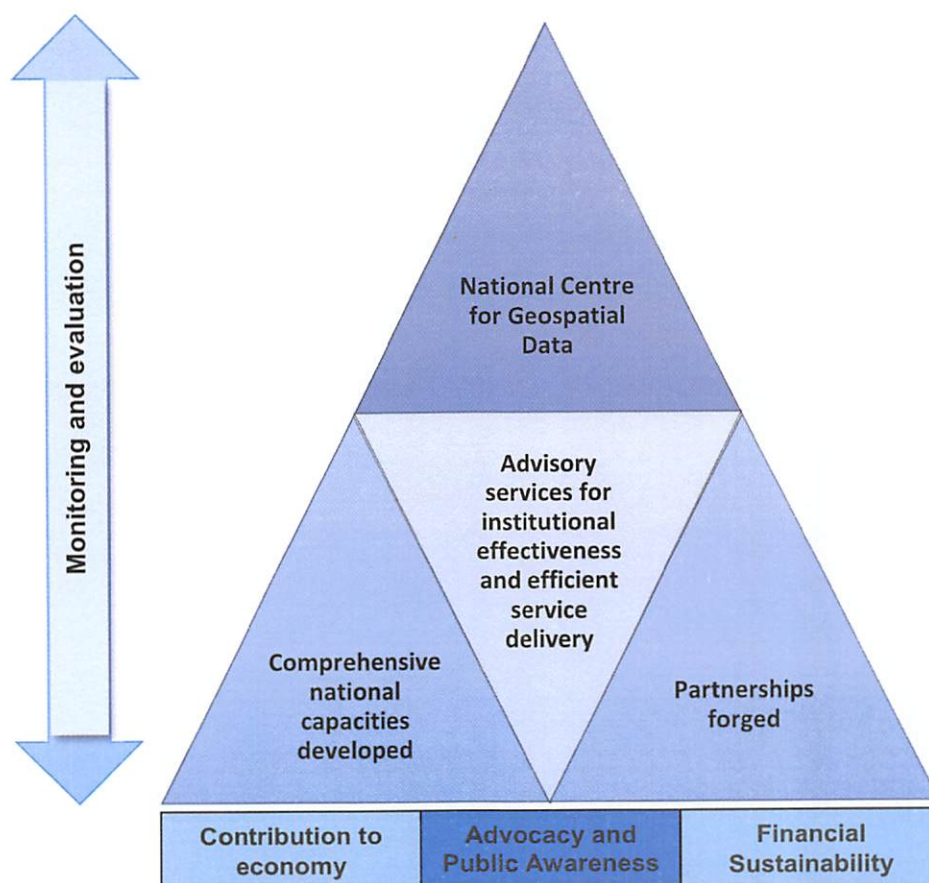 Monitoring and evaluation
National Centre
for Geospatial
Data
Advisory
services for
institutional
effectiveness
and efficient
service
delivery
Comprehensive
national
capacities
developed
Partnerships
forged
Contribution to
economy
Advocacy and
Public Awareness
Financial
Sustainability